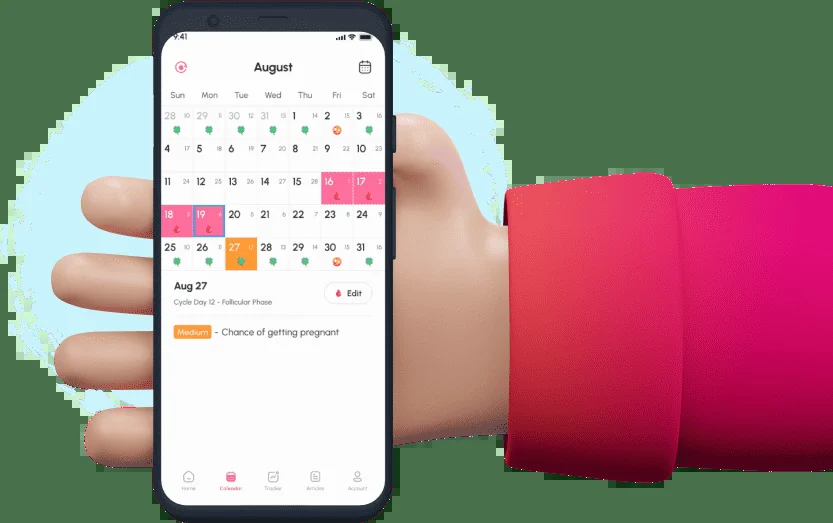 9:41
August
Sun Mon Tue Wed Thu Fri Sat
28 10 29 11 30 12 31 13 1 14 2 15 3 16
4 17 5 18 6 19 7 20 8 21 9 22 10 23
11 24 12 25 13 26 14 27 15 28 16 1 17 2
18 3 19 4 20 5 21 6 22 7 23 8 24 9
25 10 26 11 27 12 28 13 29 14 30 15 31 16
Aug 27
Edit
Cycle Day 12 - Follicular Phase
Medium - Chance of getting pregnant
Home Calendar Tracker Articles Account